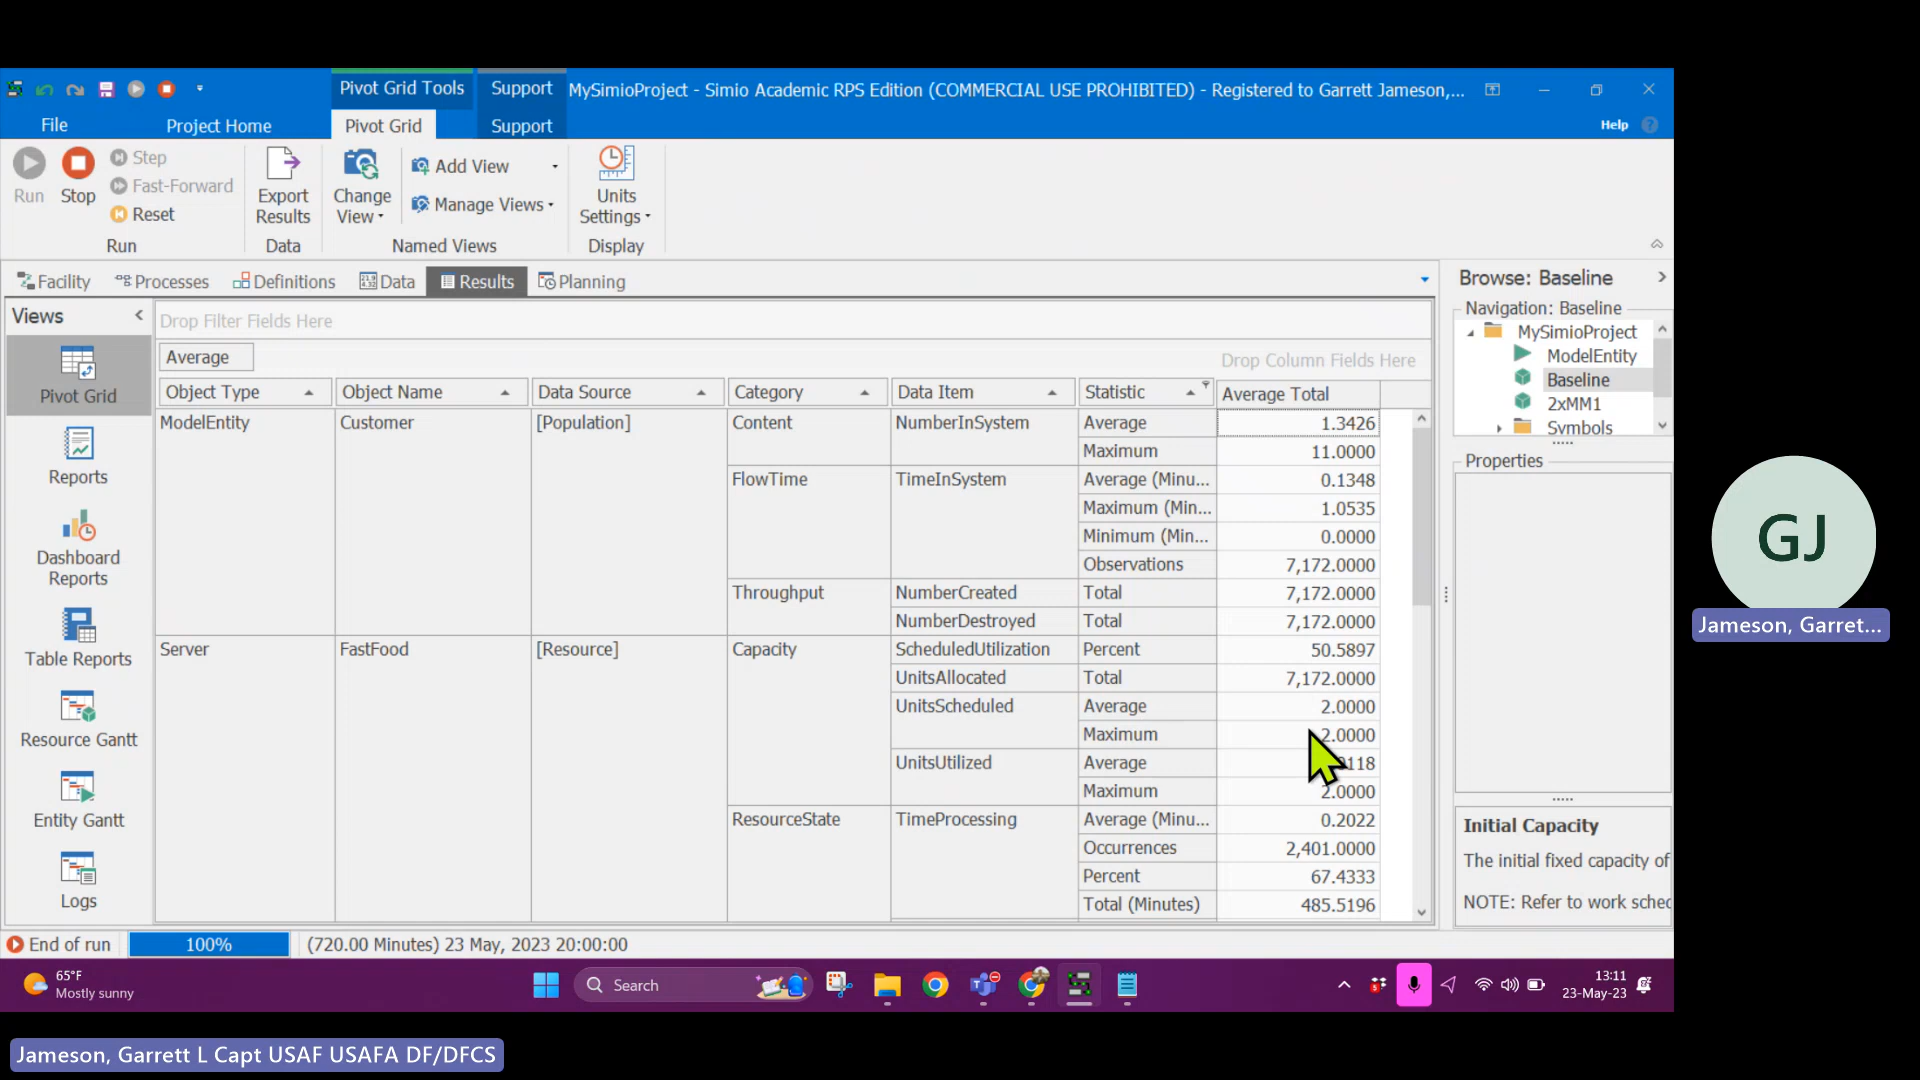 Pivot Grid Tools
Support
MySimioProject - Simio Academic RPS Edition (COMMERCIAL USE PROHIBITED) - Registered to Garrett Jameson,...
File
Project Home
Pivot Grid
Support
Help
Run
Stop
Step
Fast-Forward
Reset
Export Results
Change View
Add View
Manage Views
Units Settings
Run
Data
Named Views
Display
Facility
Processes
Definitions
Data
Results
Planning
Views
Pivot Grid
Reports
Dashboard Reports
Table Reports
Resource Gantt
Entity Gantt
Logs
Drop Filter Fields Here
Average
Drop Column Fields Here
Object Type Object Name Data Source Category Data Item Statistic Average Total
ModelEntity Customer [Population] Content NumberInSystem Average 1.3426
Maximum 11.0000
FlowTime TimeInSystem Average (Minu... 0.1348
Maximum (Min... 1.0535
Minimum (Min... 0.0000
Observations 7,172.0000
Throughput NumberCreated Total 7,172.0000
NumberDestroyed Total 7,172.0000
Server FastFood [Resource] Capacity ScheduledUtilization Percent 50.5897
UnitsAllocated Total 7,172.0000
UnitsScheduled Average 2.0000
Maximum 2.0000
UnitsUtilized Average
Maximum 2.0000
ResourceState TimeProcessing Average (Minu... 0.2022
Occurrences 2,401.0000
Percent 67.4333
Total (Minutes) 485.5196
Browse: Baseline
Navigation: Baseline
MySimioProject
ModelEntity
Baseline
2xMM1
Symbols
Properties
Initial Capacity
The initial fixed capacity of
NOTE: Refer to work sched
End of run
100%
(720.00 Minutes) 23 May, 2023 20:00:00
65°F
Mostly sunny
Search
13:11
23-May-23
GJ
Jameson, Garret...
Jameson, Garrett L Capt USAF USAFA DF/DFCS